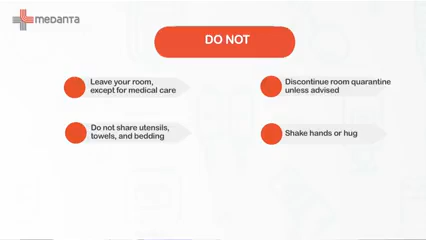 medanta
DO NOT
Leave your room,
except for medical care
Discontinue room quarantine
unless advised
Do not share utensils,
towels, and bedding
Shake hands or hug